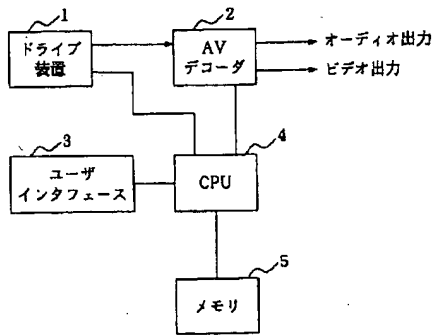 1
ドライブ
装置
2
AV
デコーダ
オーディオ出力
ビデオ出力
3
ユーザ
インタフェース
4
CPU
5
メモリ